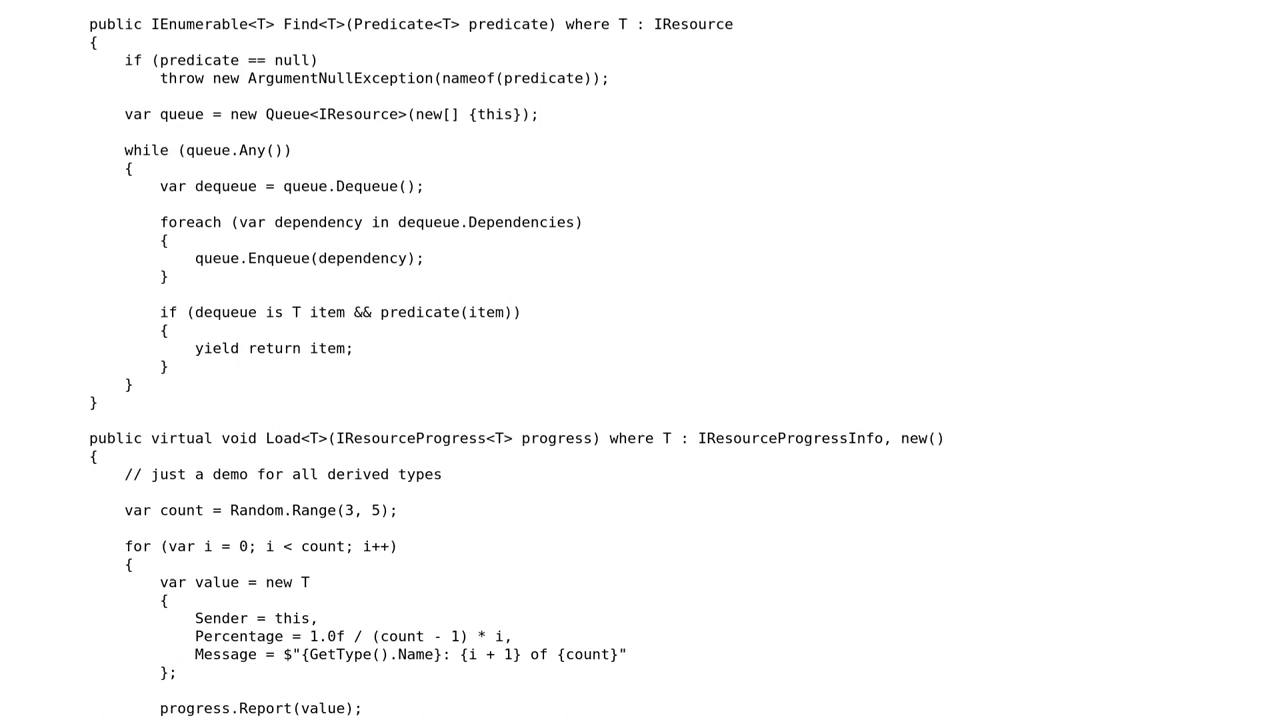 public IEnumerable<T> Find<T>(Predicate<T> predicate) where T : IResource
{
    if (predicate == null)
        throw new ArgumentNullException(nameof(predicate));

    var queue = new Queue<IResource>(new[] {this});

    while (queue.Any())
    {
        var dequeue = queue.Dequeue();

        foreach (var dependency in dequeue.Dependencies)
        {
            queue.Enqueue(dependency);
        }

        if (dequeue is T item && predicate(item))
        {
            yield return item;
        }
    }
}

public virtual void Load<T>(IResourceProgress<T> progress) where T : IResourceProgressInfo, new()
{
    // just a demo for all derived types

    var count = Random.Range(3, 5);

    for (var i = 0; i < count; i++)
    {
        var value = new T
        {
            Sender = this,
            Percentage = 1.0f / (count - 1) * i,
            Message = $"{GetType().Name}: {i + 1} of {count}"
        };

        progress.Report(value);